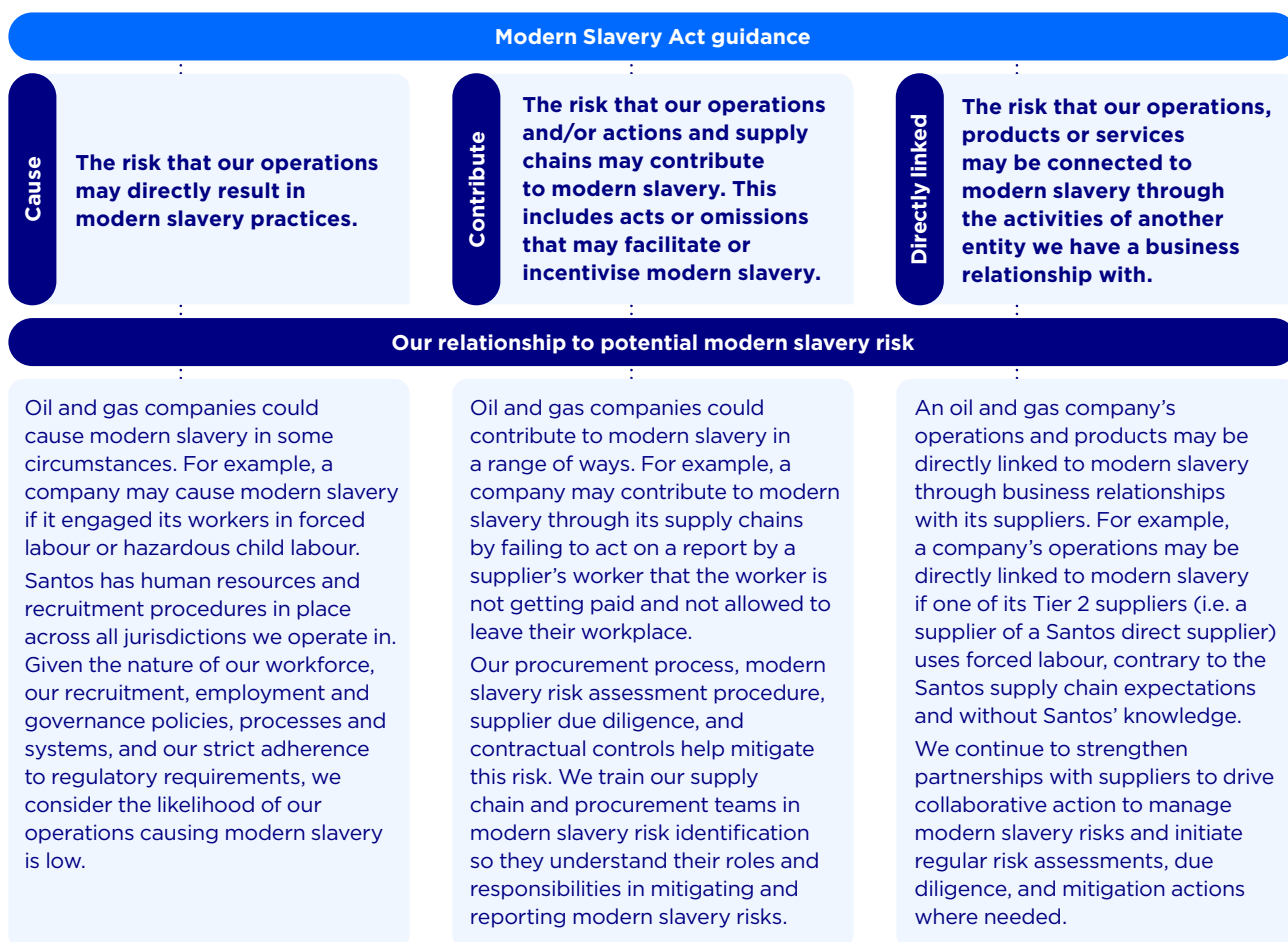 Modern Slavery Act guidance
Cause
The risk that our operations
may directly result in
modern slavery practices.
Contribute
The risk that our operations
and/or actions and supply
chains may contribute
to modern slavery. This
includes acts or omissions
that may facilitate or
incentivise modern slavery.
Directly linked
The risk that our operations,
products or services
may be connected to
modern slavery through
the activities of another
entity we have a business
relationship with.
Our relationship to potential modern slavery risk
Oil and gas companies could
cause modern slavery in some
circumstances. For example, a
company may cause modern slavery
if it engaged its workers in forced
labour or hazardous child labour.
Santos has human resources and
recruitment procedures in place
across all jurisdictions we operate in.
Given the nature of our workforce,
our recruitment, employment and
governance policies, processes and
systems, and our strict adherence
to regulatory requirements, we
consider the likelihood of our
operations causing modern slavery
is low.
Oil and gas companies could
contribute to modern slavery in
a range of ways. For example, a
company may contribute to modern
slavery through its supply chains
by failing to act on a report by a
supplier's worker that the worker is
not getting paid and not allowed to
leave their workplace.
Our procurement process, modern
slavery risk assessment procedure,
supplier due diligence, and
contractual controls help mitigate
this risk. We train our supply
chain and procurement teams in
modern slavery risk identification
so they understand their roles and
responsibilities in mitigating and
reporting modern slavery risks.
An oil and gas company's
operations and products may be
directly linked to modern slavery
through business relationships
with its suppliers. For example,
a company's operations may be
directly linked to modern slavery
if one of its Tier 2 suppliers (i.e. a
supplier of a Santos direct supplier)
uses forced labour, contrary to the
Santos supply chain expectations
and without Santos' knowledge.
We continue to strengthen
partnerships with suppliers to drive
collaborative action to manage
modern slavery risks and initiate
regular risk assessments, due
diligence, and mitigation actions
where needed.